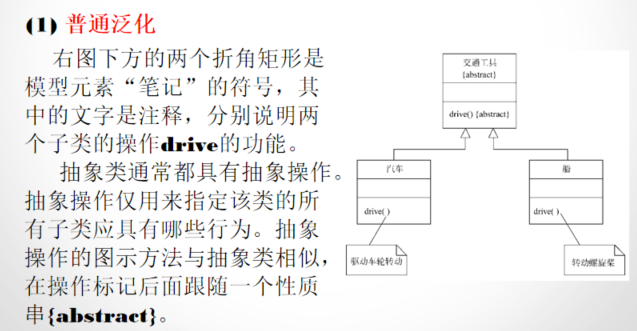 (1) 普通泛化
右图下方的两个折角矩形是
模型元素“笔记”的符号，其
中的文字是注释，分别说明两
个子类的操作drive的功能。
抽象类通常都具有抽象操作。
抽象操作仅用来指定该类的所
有子类应具有哪些行为。抽象
操作的图示方法与抽象类相似，
在操作标记后面跟随一个性质
串{abstract}。
交通工具
{abstract}
drive() {abstract}
汽车
船
drive( )
drive( )
驱动车轮转动
转动螺旋桨